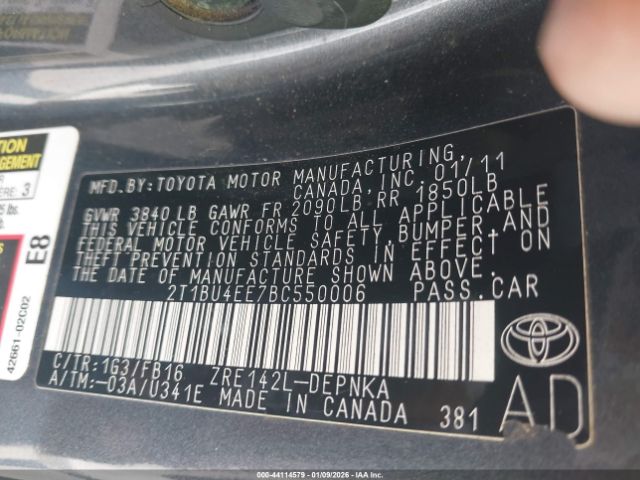 MFD. BY: TOYOTA MOTOR MANUFACTURING,
CANADA, INC. 01/11
GVWR 3840 LB GAWR FR 2090LB, RR 1850LB
THIS VEHICLE CONFORMS TO ALL APPLICABLE
FEDERAL MOTOR VEHICLE SAFETY, BUMPER, AND
THEFT PREVENTION STANDARDS IN EFFECT ON
THE DATE OF MANUFACTURE SHOWN ABOVE.
2T1BU4EE7BC550006 PASS.CAR
C/TR:1G3/FB16 ZRE142L-DEPNKA
A/TM:-03A/U341E MADE IN CANADA 381
AD
3
E8
42661-02C02
000-44114579 - 01/09/2026 - IAAI.CA